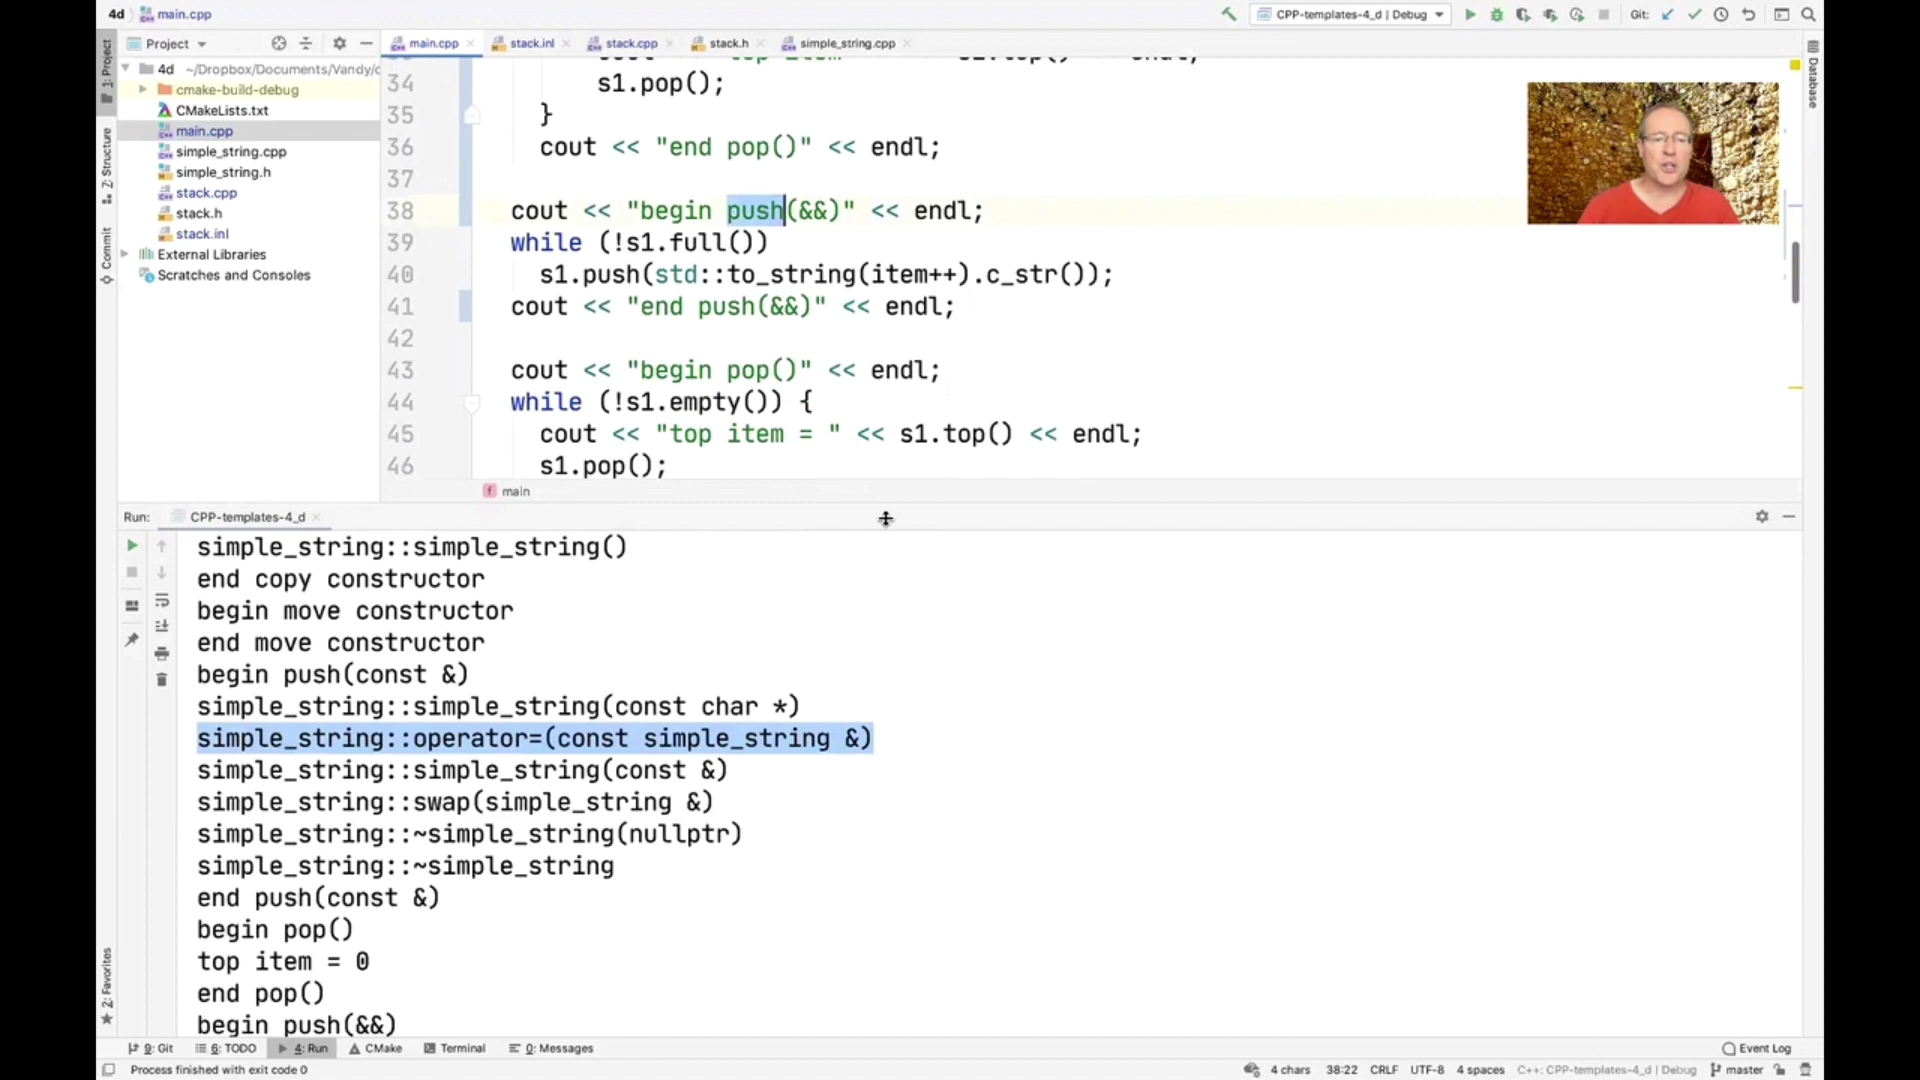 4d main.cpp CPP-templates-4_d | Debug Git:
Project main.cpp stack.inl stack.cpp stack.h simple_string.cpp
1: Project
Z: Structure
Commit
2: Favorites
Database
4d ~/Dropbox/Documents/Vandy/c
cmake-build-debug
CMakeLists.txt
main.cpp
simple_string.cpp
simple_string.h
stack.cpp
stack.h
stack.inl
External Libraries
Scratches and Consoles
34 s1.pop();
35 }
36 cout << "end pop()" << endl;
37
38 cout << "begin push(&&)" << endl;
39 while (!s1.full())
40 s1.push(std::to_string(item++).c_str());
41 cout << "end push(&&)" << endl;
42
43 cout << "begin pop()" << endl;
44 while (!s1.empty()) {
45 cout << "top item = " << s1.top() << endl;
46 s1.pop();
f main
Run: CPP-templates-4_d
simple_string::simple_string()
end copy constructor
begin move constructor
end move constructor
begin push(const &)
simple_string::simple_string(const char *)
simple_string::operator=(const simple_string &)
simple_string::simple_string(const &)
simple_string::swap(simple_string &)
simple_string::~simple_string(nullptr)
simple_string::~simple_string
end push(const &)
begin pop()
top item = 0
end pop()
begin push(&&)
9: Git 6: TODO 4: Run CMake Terminal 0: Messages Event Log
Process finished with exit code 0 4 chars 38:22 CRLF UTF-8 4 spaces C++: CPP-templates-4_d | Debug master